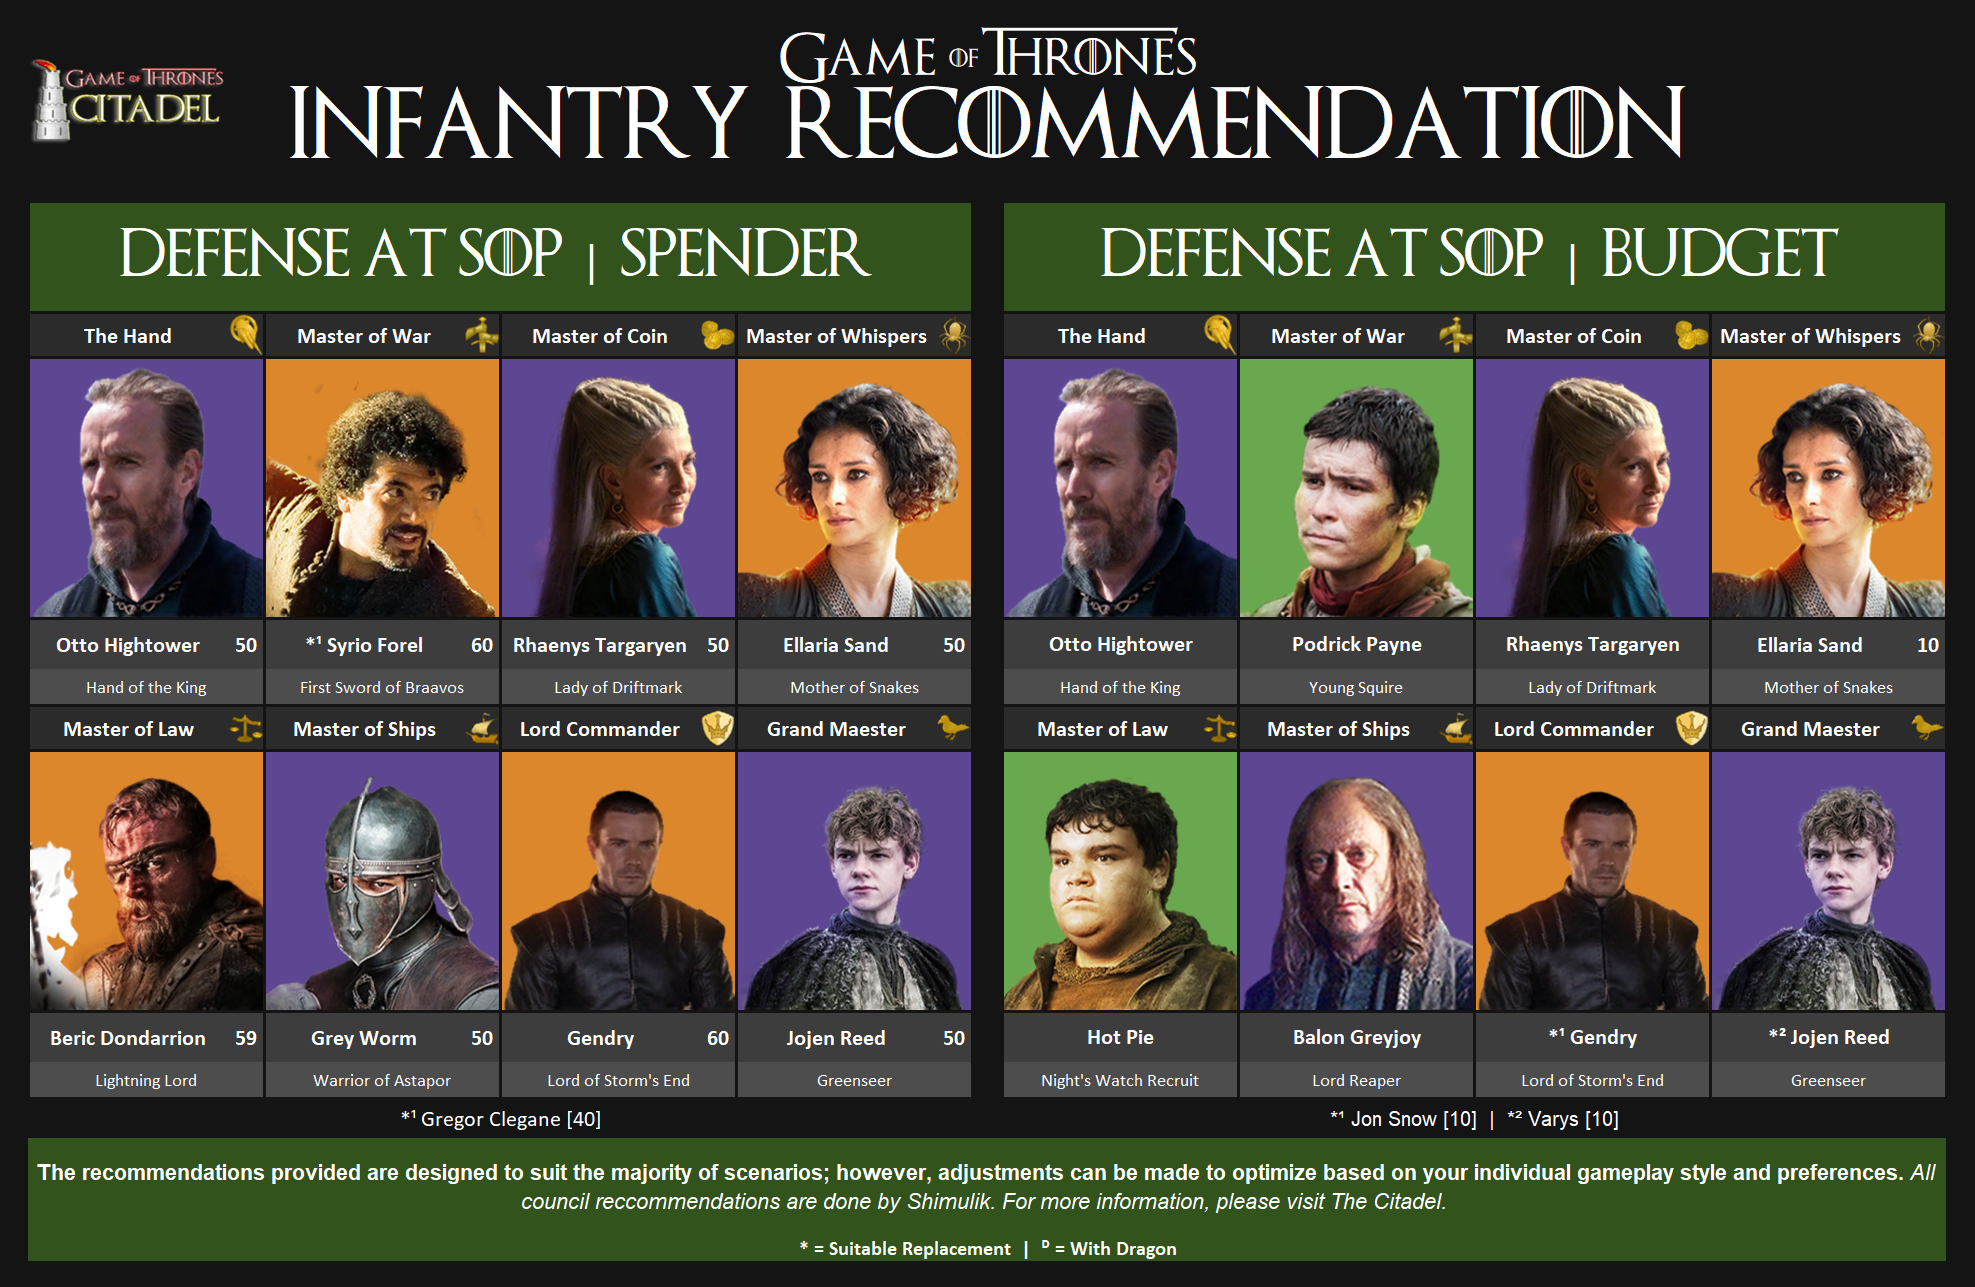 GAME OF THRONES
CITADEL
GAME OF THRONES
INFANTRY RECOMMENDATION
DEFENSE AT SOP | SPENDER
The Hand
Master of War
Master of Coin
Master of Whispers
Otto Hightower 50
*¹ Syrio Forel 60
Rhaenys Targaryen 50
Ellaria Sand 50
Hand of the King
First Sword of Braavos
Lady of Driftmark
Mother of Snakes
Master of Law
Master of Ships
Lord Commander
Grand Maester
Beric Dondarrion 59
Grey Worm 50
Gendry 60
Jojen Reed 50
Lightning Lord
Warrior of Astapor
Lord of Storm's End
Greenseer
*¹ Gregor Clegane [40]
DEFENSE AT SOP | BUDGET
The Hand
Master of War
Master of Coin
Master of Whispers
Otto Hightower
Podrick Payne
Rhaenys Targaryen
Ellaria Sand 10
Hand of the King
Young Squire
Lady of Driftmark
Mother of Snakes
Master of Law
Master of Ships
Lord Commander
Grand Maester
Hot Pie
Balon Greyjoy
*¹ Gendry
*² Jojen Reed
Night's Watch Recruit
Lord Reaper
Lord of Storm's End
Greenseer
*¹ Jon Snow [10] | *² Varys [10]
The recommendations provided are designed to suit the majority of scenarios; however, adjustments can be made to optimize based on your individual gameplay style and preferences. All
council reccommendations are done by Shimulik. For more information, please visit The Citadel.
* = Suitable Replacement | ᴰ = With Dragon